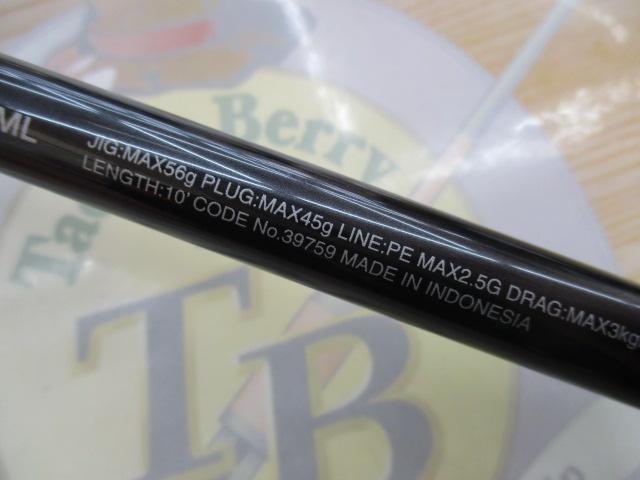 ML
JIG:MAX56g PLUG:MAX45g LINE:PE MAX2.5G DRAG:MAX3kg
LENGTH:10' CODE No.39759 MADE IN INDONESIA
Berry
TB